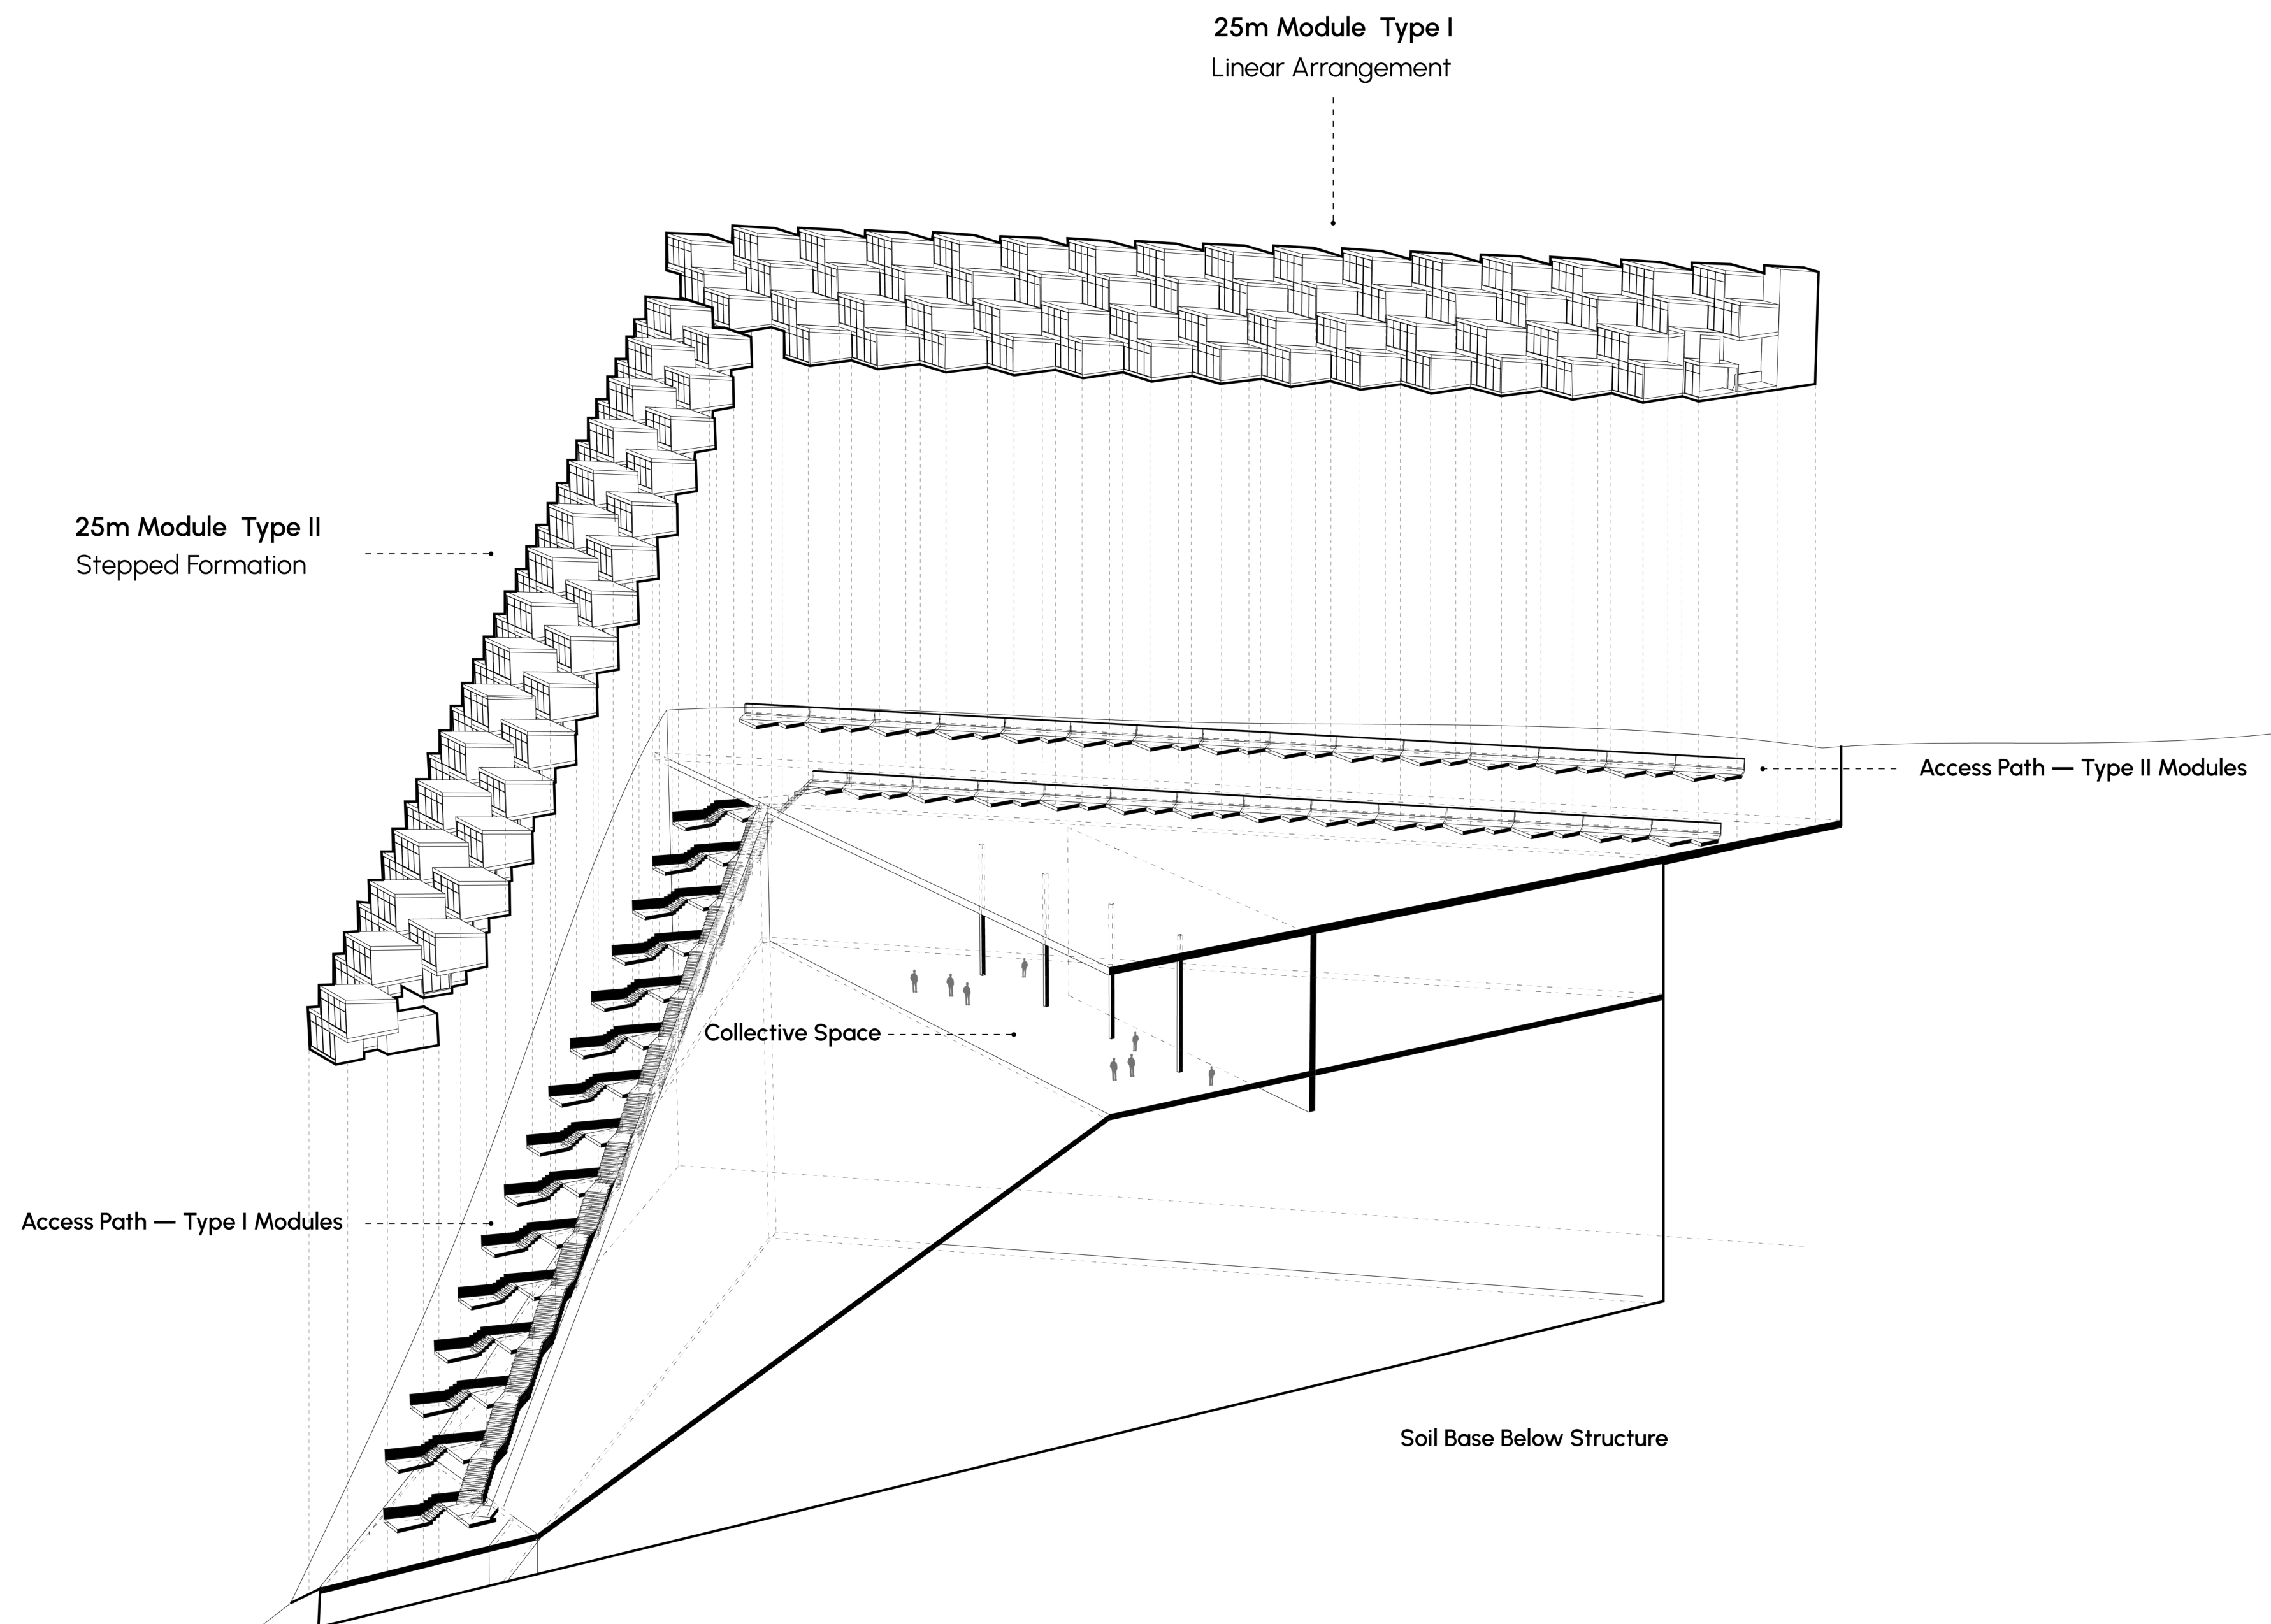 25m Module Type I
Linear Arrangement
25m Module Type II
Stepped Formation
Access Path — Type II Modules
Collective Space
Access Path — Type I Modules
Soil Base Below Structure